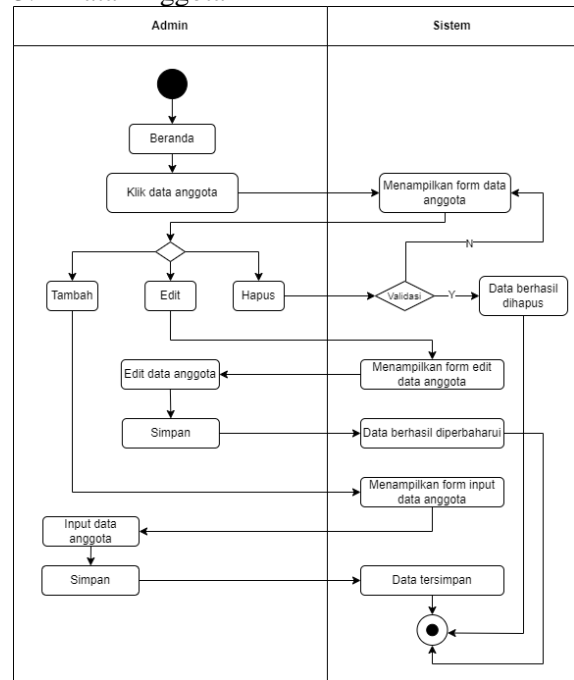 Admin
Sistem
Beranda
Klik data anggota
Menampilkan form data
anggota
N
Tambah
Edit
Hapus
Validasi
Y
Data berhasil
dihapus
Edit data anggota
Menampilkan form edit
data anggota
Simpan
Data berhasil diperbaharui
Menampilkan form input
data anggota
Input data
anggota
Simpan
Data tersimpan